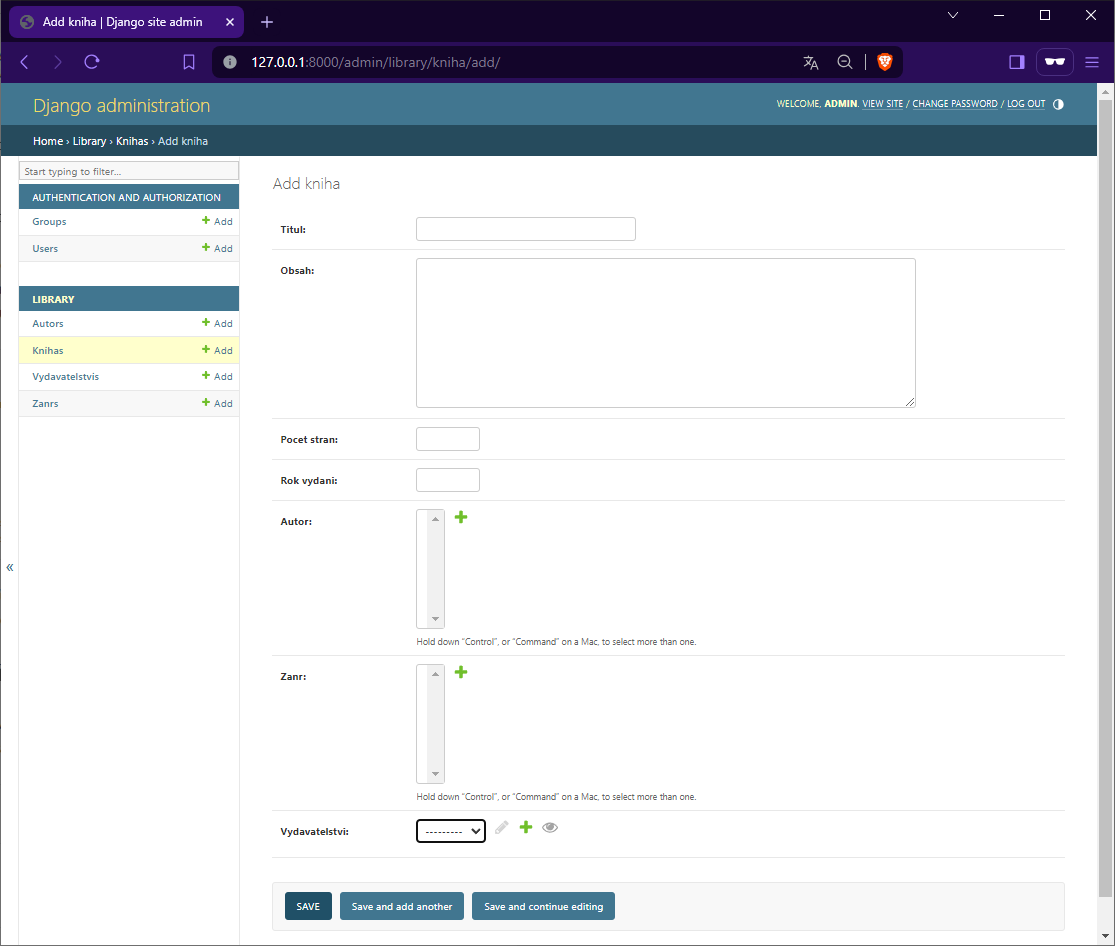 Add kniha | Django site admin
127.0.0.1:8000/admin/library/kniha/add/
Django administration
WELCOME, ADMIN. VIEW SITE / CHANGE PASSWORD / LOG OUT
Home › Library › Knihas › Add kniha
Start typing to filter...
AUTHENTICATION AND AUTHORIZATION
Groups + Add
Users + Add
LIBRARY
Autors + Add
Knihas + Add
Vydavatelstvis + Add
Zanrs + Add
«
Add kniha
Titul:
Obsah:
Pocet stran:
Rok vydani:
Autor:
Hold down “Control”, or “Command” on a Mac, to select more than one.
Zanr:
Hold down “Control”, or “Command” on a Mac, to select more than one.
Vydavatelstvi: ---------
SAVE Save and add another Save and continue editing